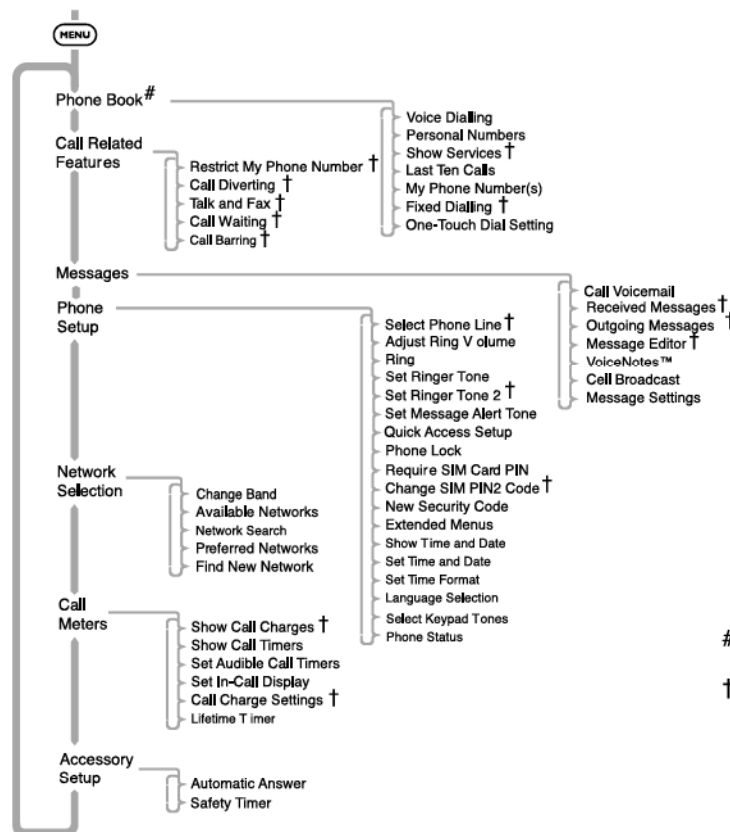 MENU
Phone Book #
Voice Dialling
Personal Numbers
Show Services †
Last Ten Calls
My Phone Number(s)
Fixed Dialling †
One-Touch Dial Setting
Call Related
Features
Restrict My Phone Number †
Call Diverting †
Talk and Fax †
Call Waiting †
Call Barring †
Messages
Call Voicemail
Received Messages †
Outgoing Messages †
Message Editor †
VoiceNotes™
Cell Broadcast
Message Settings
Phone
Setup
Select Phone Line †
Adjust Ring V olume
Ring
Set Ringer Tone
Set Ringer Tone 2 †
Set Message Alert Tone
Quick Access Setup
Phone Lock
Require SIM Card PIN
Change SIM PIN2 Code †
New Security Code
Extended Menus
Show Time and Date
Set Time and Date
Set Time Format
Language Selection
Select Keypad Tones
Phone Status
Network
Selection
Change Band
Available Networks
Network Search
Preferred Networks
Find New Network
Call
Meters
Show Call Charges †
Show Call Timers
Set Audible Call Timers
Set In-Call Display
Call Charge Settings †
Lifetime T imer
Accessory
Setup
Automatic Answer
Safety Timer
#
†